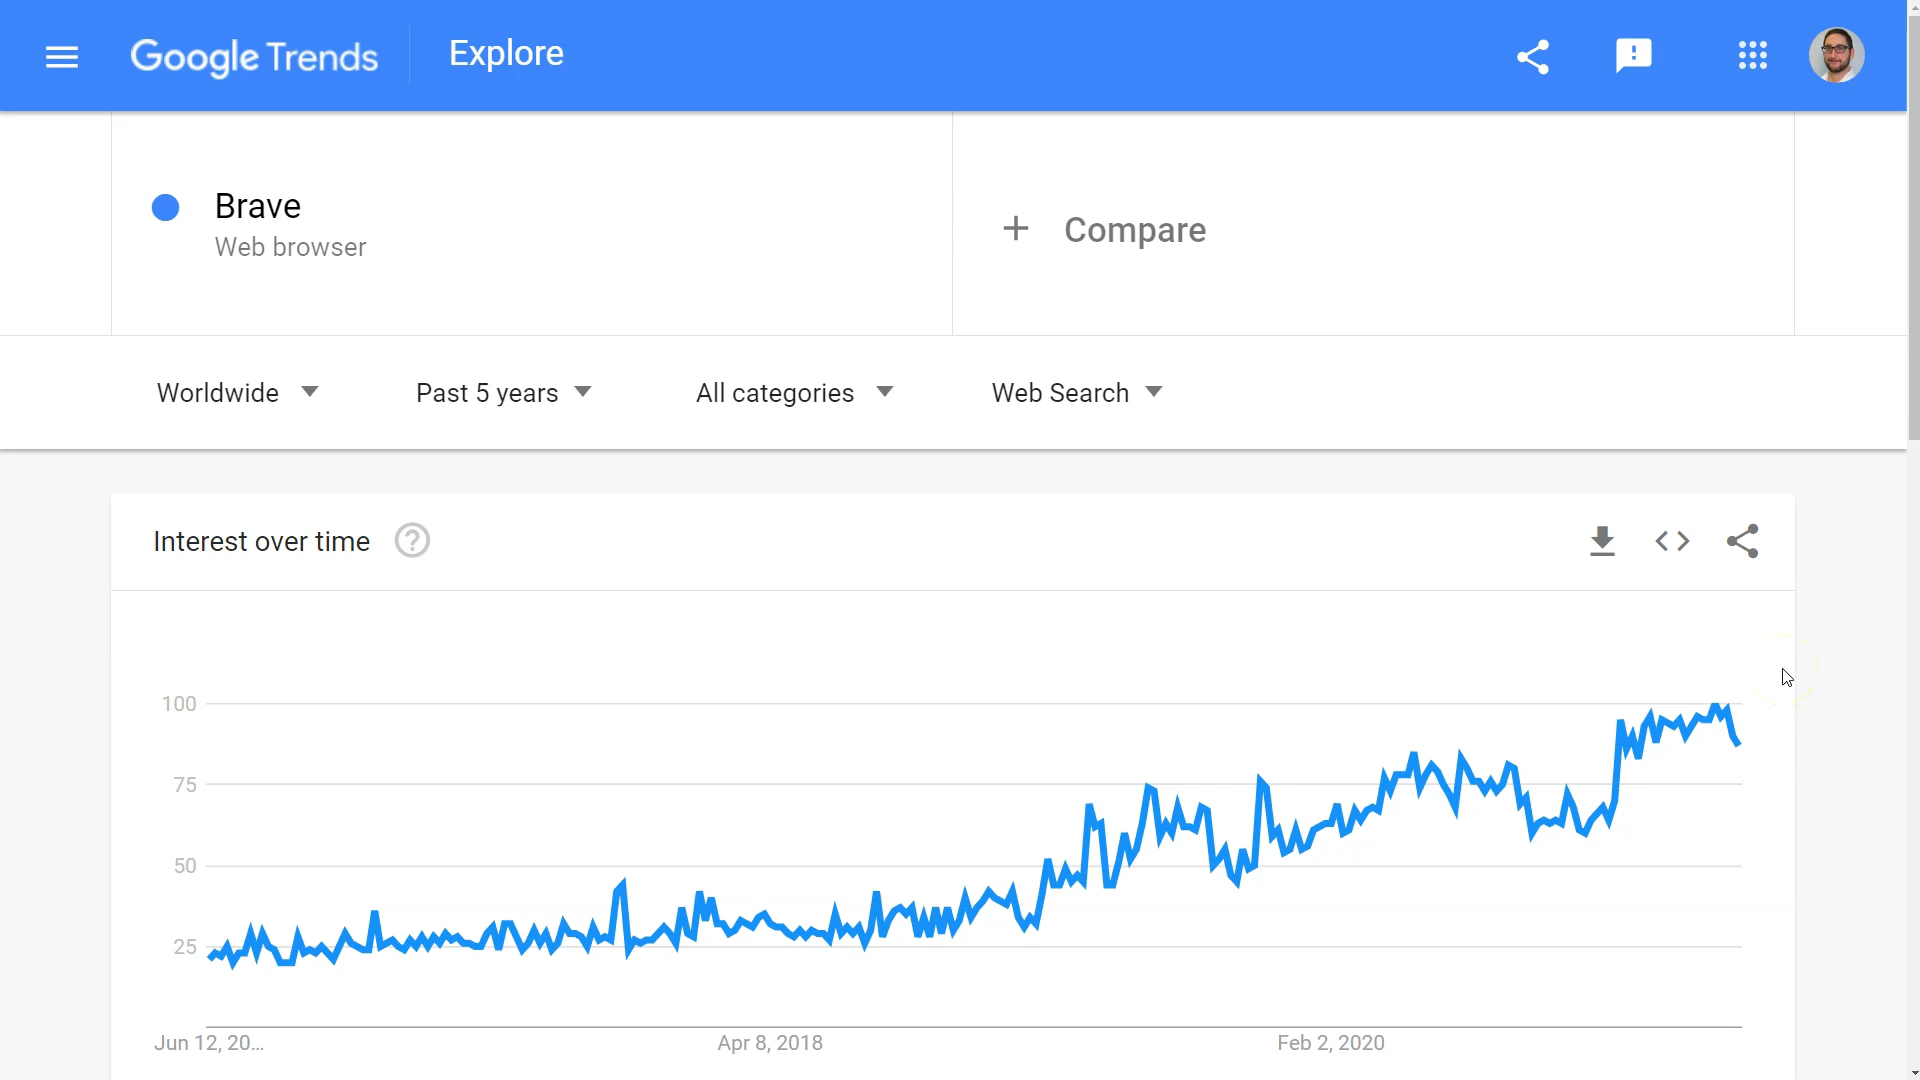 Google Trends
Explore
Brave
Web browser
+ Compare
Worldwide
Past 5 years
All categories
Web Search
Interest over time
?
100
75
50
25
Jun 12, 20...
Apr 8, 2018
Feb 2, 2020